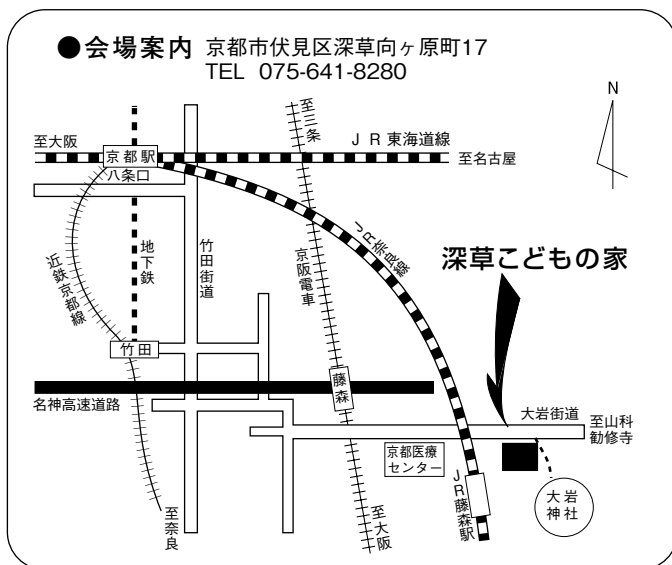 ●会場案内 京都市伏見区深草向ヶ原町17
TEL 075-641-8280
N
至三条
至大阪
京都駅
JR東海道線
至名古屋
八条口
地下鉄
竹田街道
近鉄京都線
京阪電車
JR奈良線
深草こどもの家
竹田
藤森
名神高速道路
大岩街道
至山科
勧修寺
京都医療
センター
JR藤森駅
大岩
神社
至奈良
至大阪